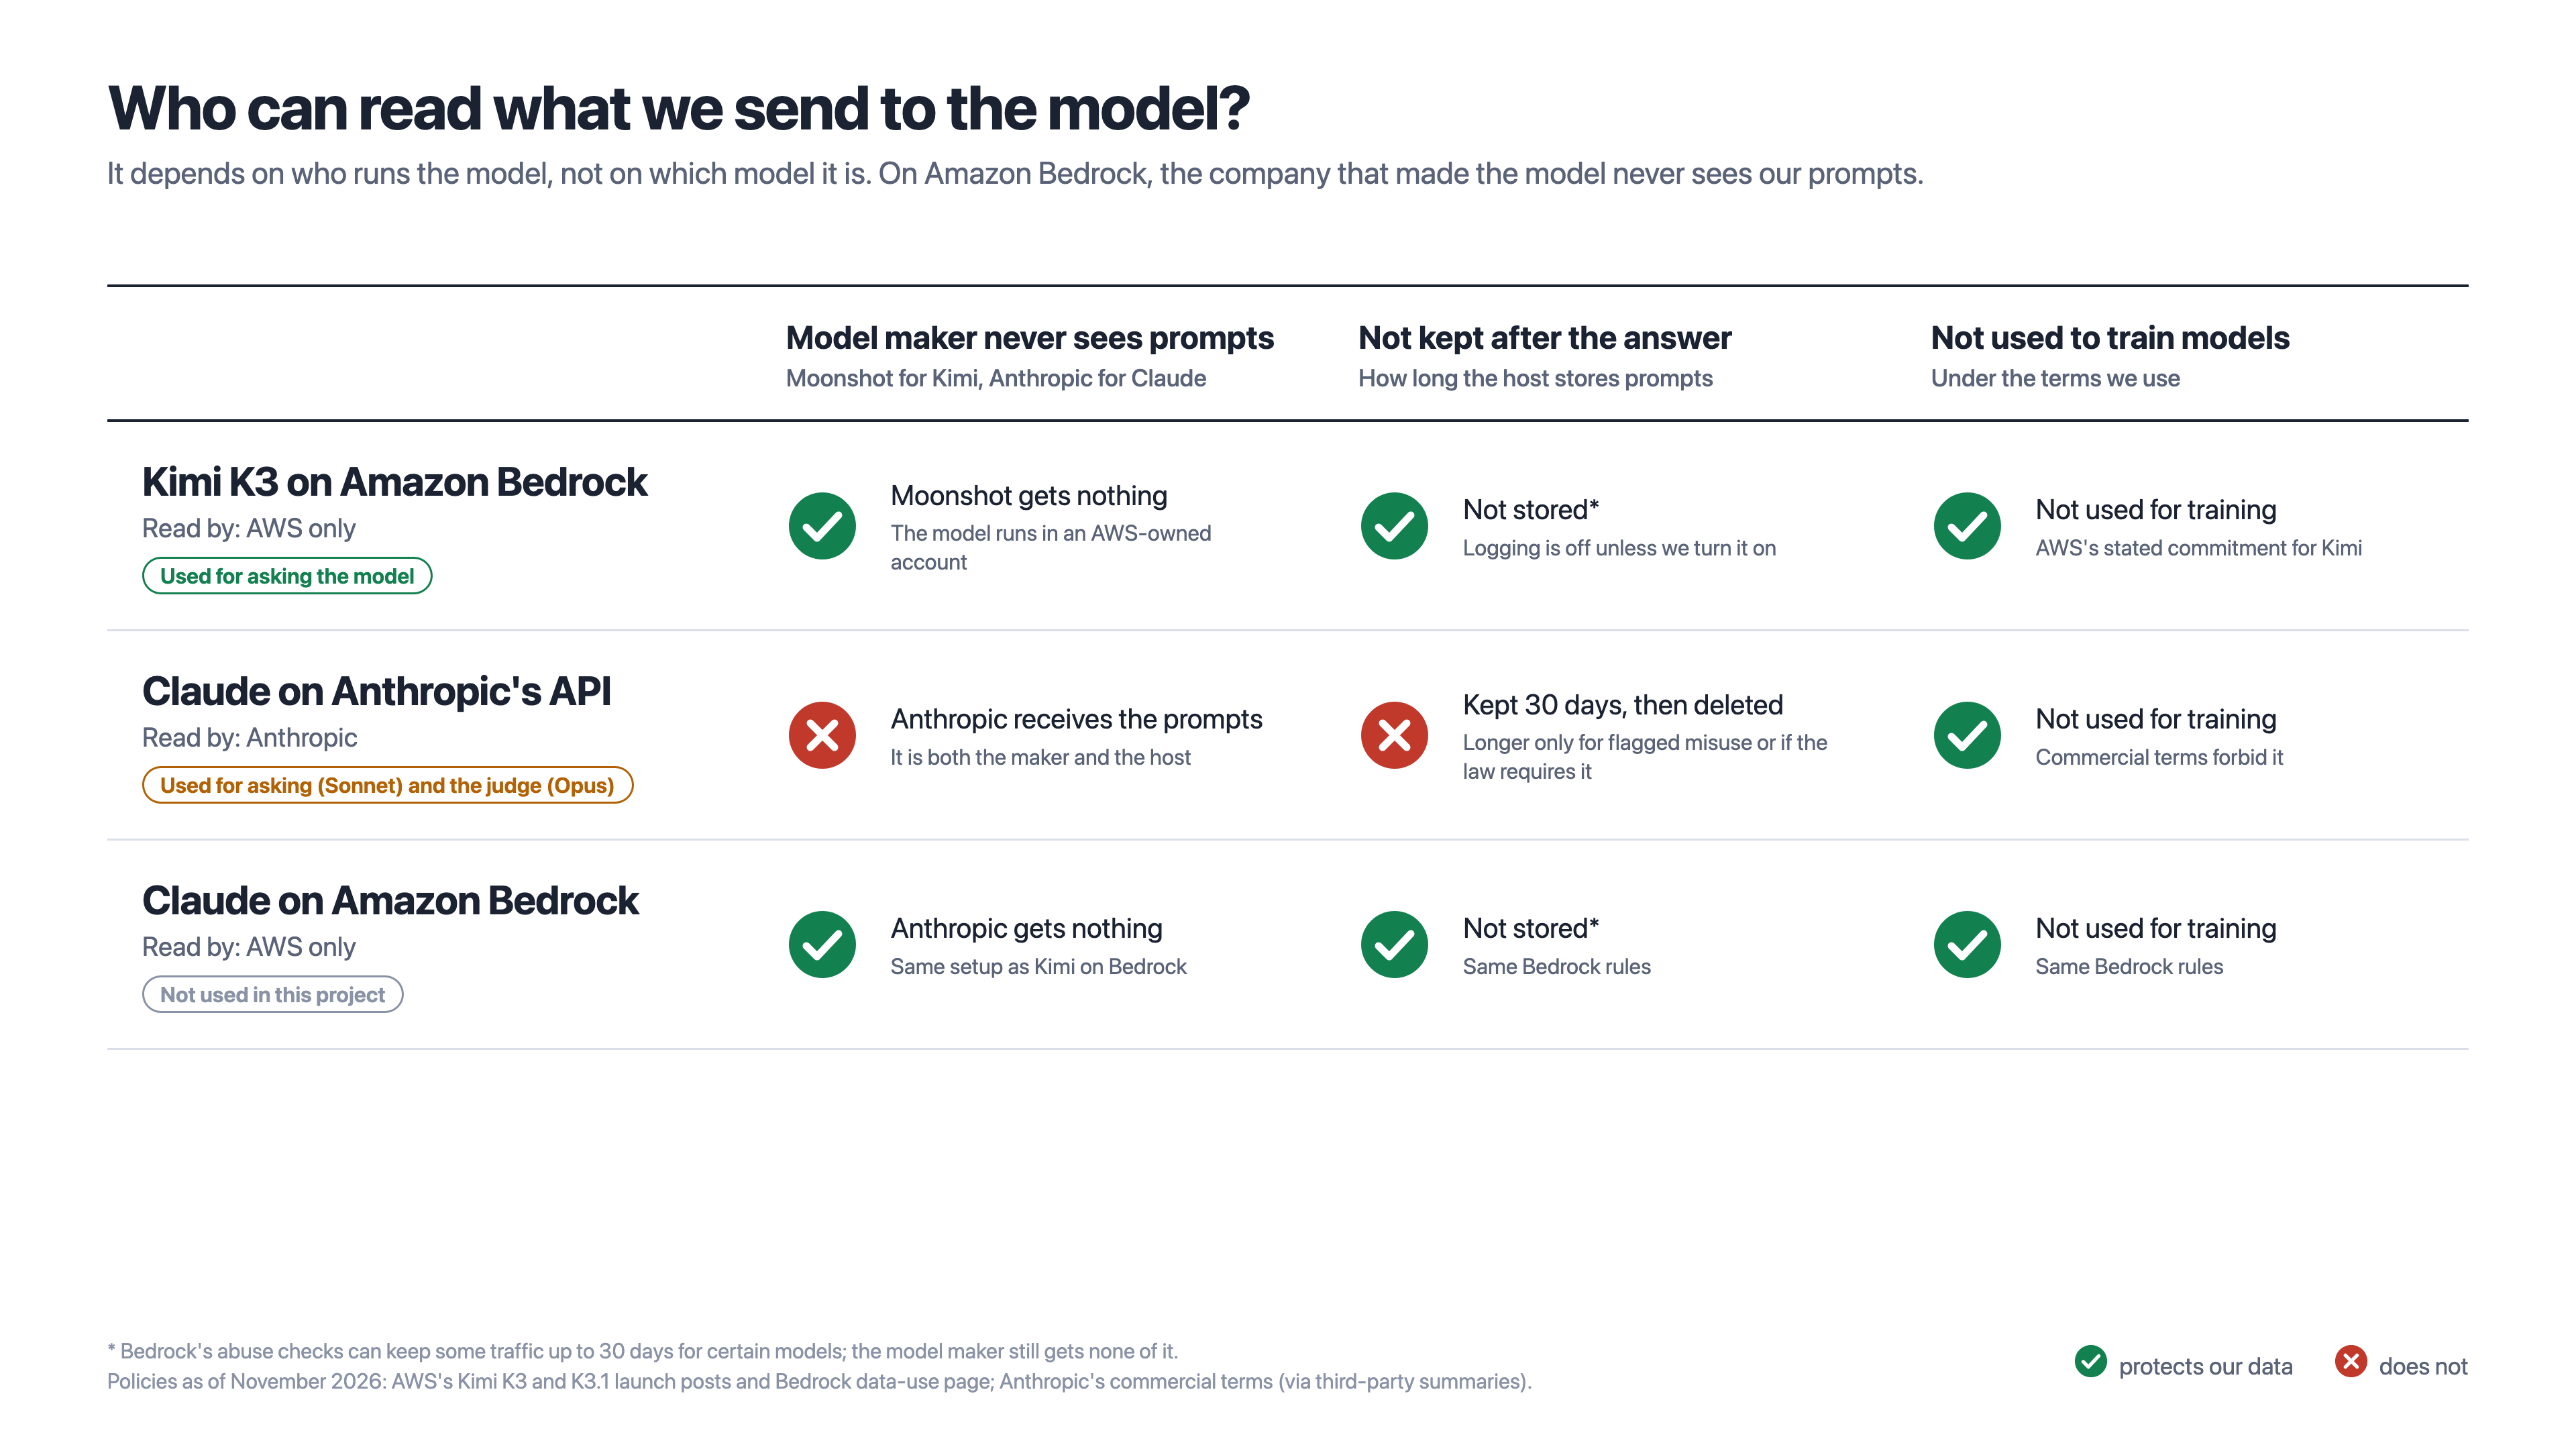 Who can read what we send to the model?
It depends on who runs the model, not on which model it is. On Amazon Bedrock, the company that made the model never sees our prompts.
Model maker never sees prompts
Moonshot for Kimi, Anthropic for Claude
Not kept after the answer
How long the host stores prompts
Not used to train models
Under the terms we use
Kimi K3 on Amazon Bedrock
Read by: AWS only
Used for asking the model
Moonshot gets nothing
The model runs in an AWS-owned
account
Not stored*
Logging is off unless we turn it on
Not used for training
AWS's stated commitment for Kimi
Claude on Anthropic's API
Read by: Anthropic
Used for asking (Sonnet) and the judge (Opus)
Anthropic receives the prompts
It is both the maker and the host
Kept 30 days, then deleted
Longer only for flagged misuse or if the
law requires it
Not used for training
Commercial terms forbid it
Claude on Amazon Bedrock
Read by: AWS only
Not used in this project
Anthropic gets nothing
Same setup as Kimi on Bedrock
Not stored*
Same Bedrock rules
Not used for training
Same Bedrock rules
* Bedrock's abuse checks can keep some traffic up to 30 days for certain models; the model maker still gets none of it.
Policies as of November 2026: AWS's Kimi K3 and K3.1 launch posts and Bedrock data-use page; Anthropic's commercial terms (via third-party summaries).
protects our data
does not